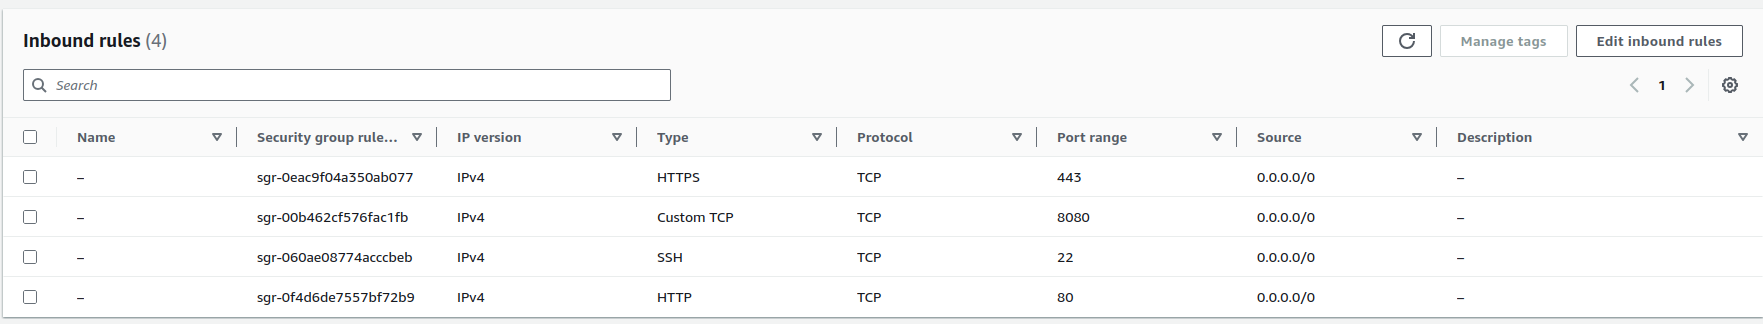 Inbound rules (4)
Manage tags
Edit inbound rules
Search
1
Name Security group rule... IP version Type Protocol Port range Source Description
– sgr-0eac9f04a350ab077 IPv4 HTTPS TCP 443 0.0.0.0/0 –
– sgr-00b462cf576fac1fb IPv4 Custom TCP TCP 8080 0.0.0.0/0 –
– sgr-060ae08774acccbeb IPv4 SSH TCP 22 0.0.0.0/0 –
– sgr-0f4d6de7557bf72b9 IPv4 HTTP TCP 80 0.0.0.0/0 –